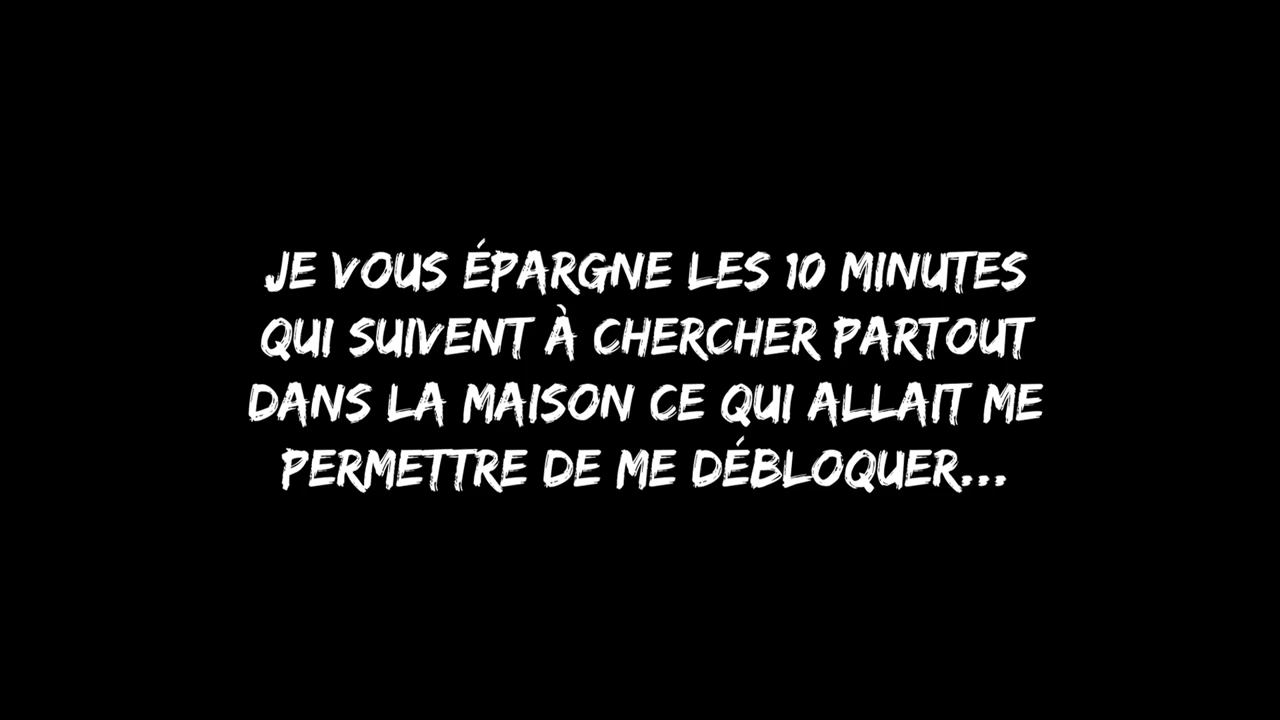 JE VOUS ÉPARGNE LES 10 MINUTES
QUI SUIVENT À CHERCHER PARTOUT
DANS LA MAISON CE QUI ALLAIT ME
PERMETTRE DE ME DÉBLOQUER...